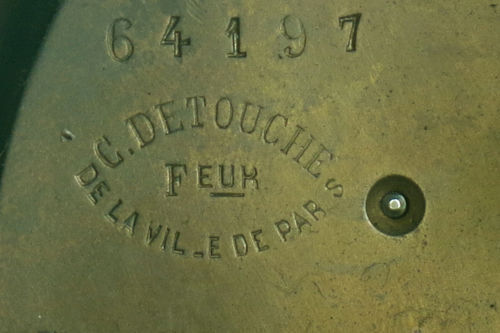 64197
C. DETOUCHE
FEUR
DE LA VILLE DE PARIS